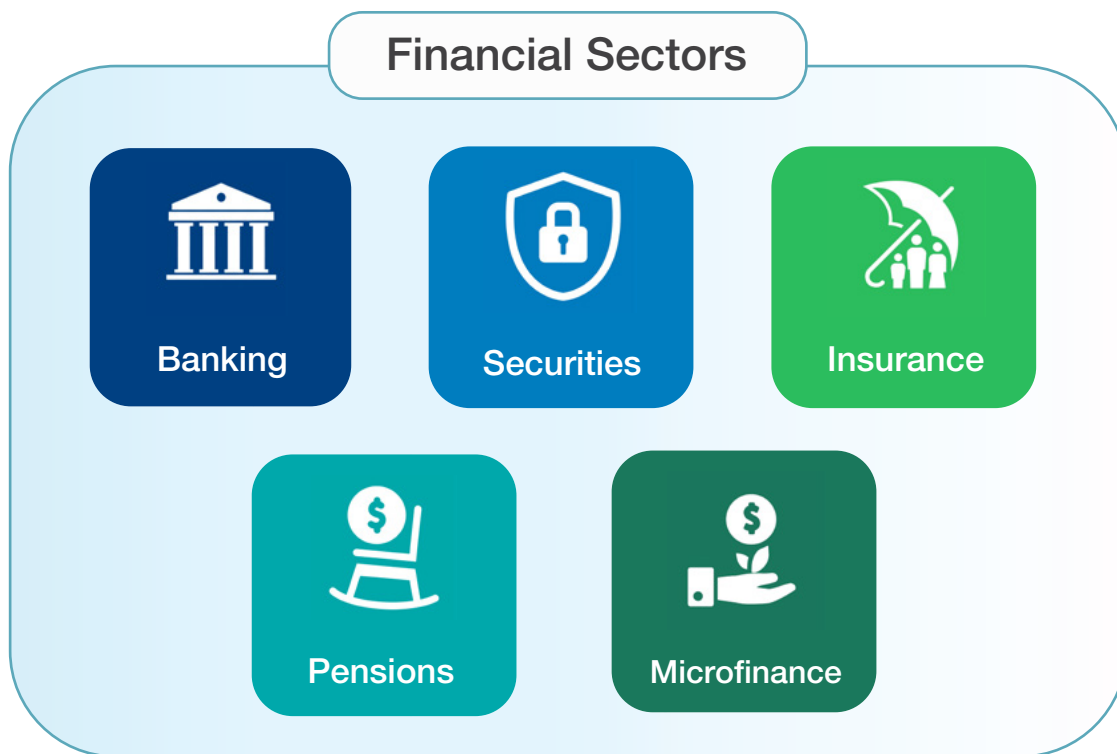 Financial Sectors
Banking
Securities
Insurance
$
Pensions
$
Microfinance